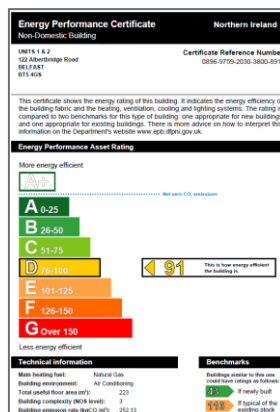 Energy Performance Certificate
Northern Ireland
Non-Domestic Building
UNITS 1 & 2
122 Albertbridge Road
BELFAST
BT5 4GS
Certificate Reference Numbe
0896-9759-2030-3800-891
This certificate shows the energy rating of this building. It indicates the energy efficiency o
the building fabric and the heating, ventilation, cooling and lighting systems. The rating is
compared to two benchmarks for this type of building: one appropriate for new buildings
and one appropriate for existing buildings. There is more advice on how to interpret this
information on the Department's website www.epb.dfpni.gov.uk.
Energy Performance Asset Rating
More energy efficient
A+
Net zero CO₂ emissions
A 0-25
B 26-50
C 51-75
D 76-100
91
This is how energy efficient
the building is.
E 101-125
F 126-150
G Over 150
Less energy efficient
Technical information
Main heating fuel: Natural Gas
Building environment: Air Conditioning
Total useful floor area (m²): 223
Building complexity (NOS level): 3
Building emission rate (kgCO₂/m²): 252.13
Benchmarks
Buildings similar to this one
could have ratings as follows:
If newly built
If typical of the
existing stock